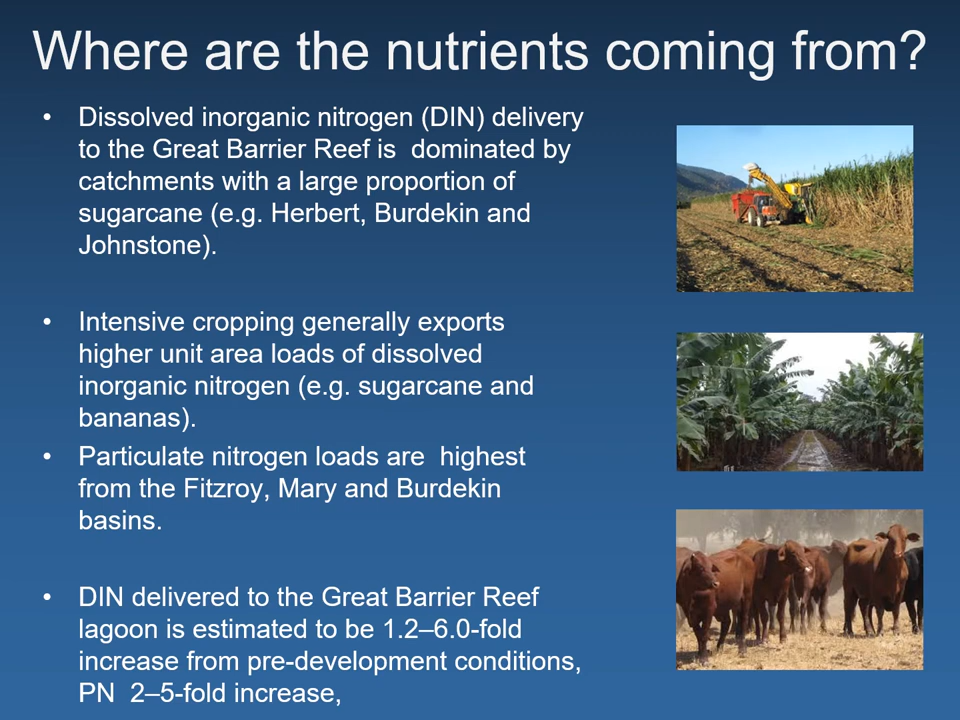 Where are the nutrients coming from?
• Dissolved inorganic nitrogen (DIN) delivery
to the Great Barrier Reef is  dominated by
catchments with a large proportion of
sugarcane (e.g. Herbert, Burdekin and
Johnstone).
• Intensive cropping generally exports
higher unit area loads of dissolved
inorganic nitrogen (e.g. sugarcane and
bananas).
• Particulate nitrogen loads are  highest
from the Fitzroy, Mary and Burdekin
basins.
• DIN delivered to the Great Barrier Reef
lagoon is estimated to be 1.2–6.0-fold
increase from pre-development conditions,
PN  2–5-fold increase,